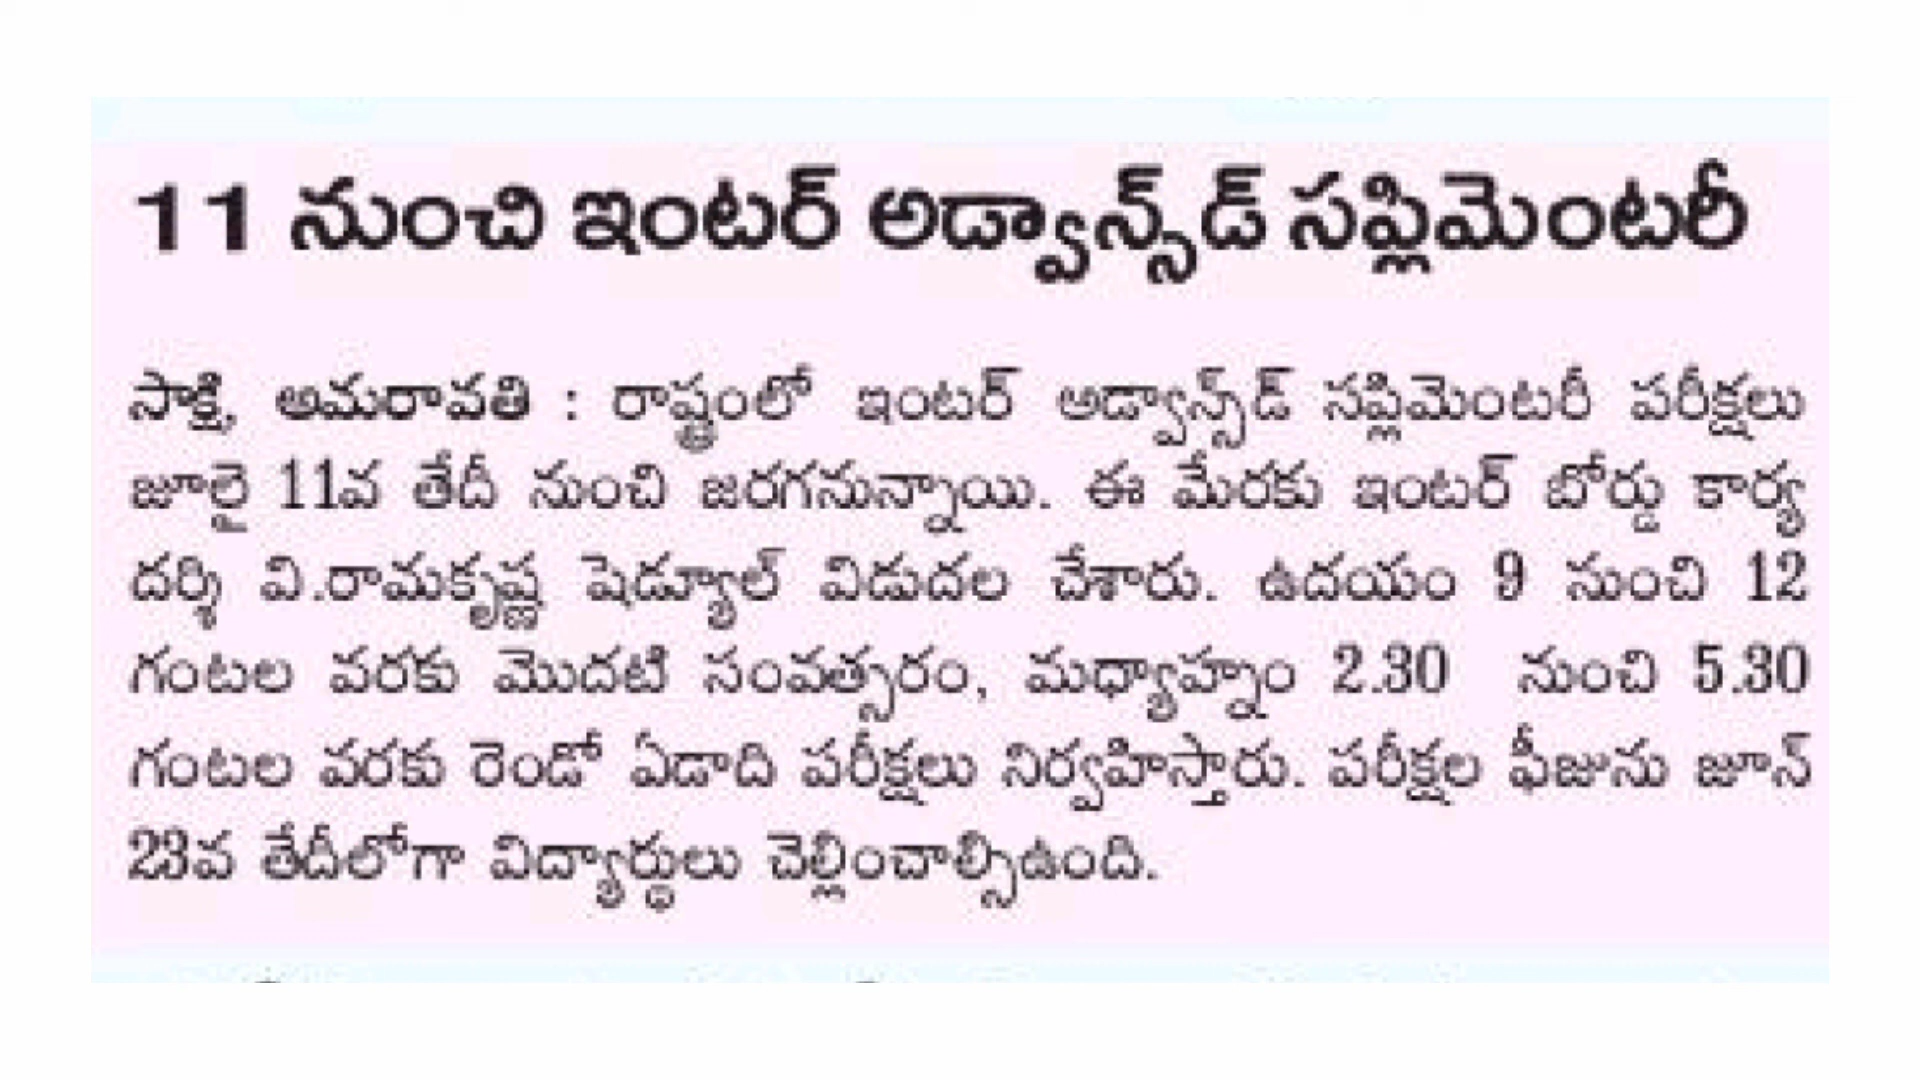 11 నుంచి ఇంటర్ అడ్వాన్స్‌డ్ సప్లిమెంటరీ
సాక్షి, అమరావతి : రాష్ట్రంలో ఇంటర్ అడ్వాన్స్‌డ్ సప్లిమెంటరీ పరీక్షలు
జూలై 11వ తేదీ నుంచి జరగనున్నాయి. ఈ మేరకు ఇంటర్ బోర్డు కార్య
దర్శి వి.రామకృష్ణ షెడ్యూల్ విడుదల చేశారు. ఉదయం 9 నుంచి 12
గంటల వరకు మొదటి సంవత్సరం, మధ్యాహ్నం 2.30 నుంచి 5.30
గంటల వరకు రెండో ఏడాది పరీక్షలు నిర్వహిస్తారు. పరీక్షల ఫీజును జూన్
23వ తేదీలోగా విద్యార్థులు చెల్లించాల్సిఉంది.